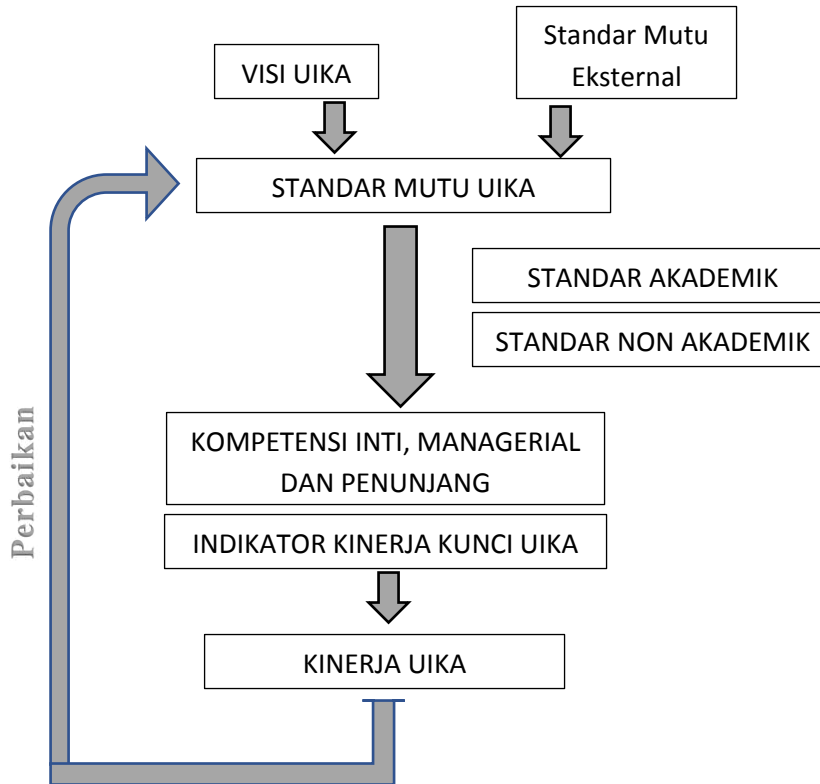 VISI UIKA
Standar Mutu
Eksternal
STANDAR MUTU UIKA
STANDAR AKADEMIK
STANDAR NON AKADEMIK
KOMPETENSI INTI, MANAGERIAL
DAN PENUNJANG
INDIKATOR KINERJA KUNCI UIKA
KINERJA UIKA
Perbaikan